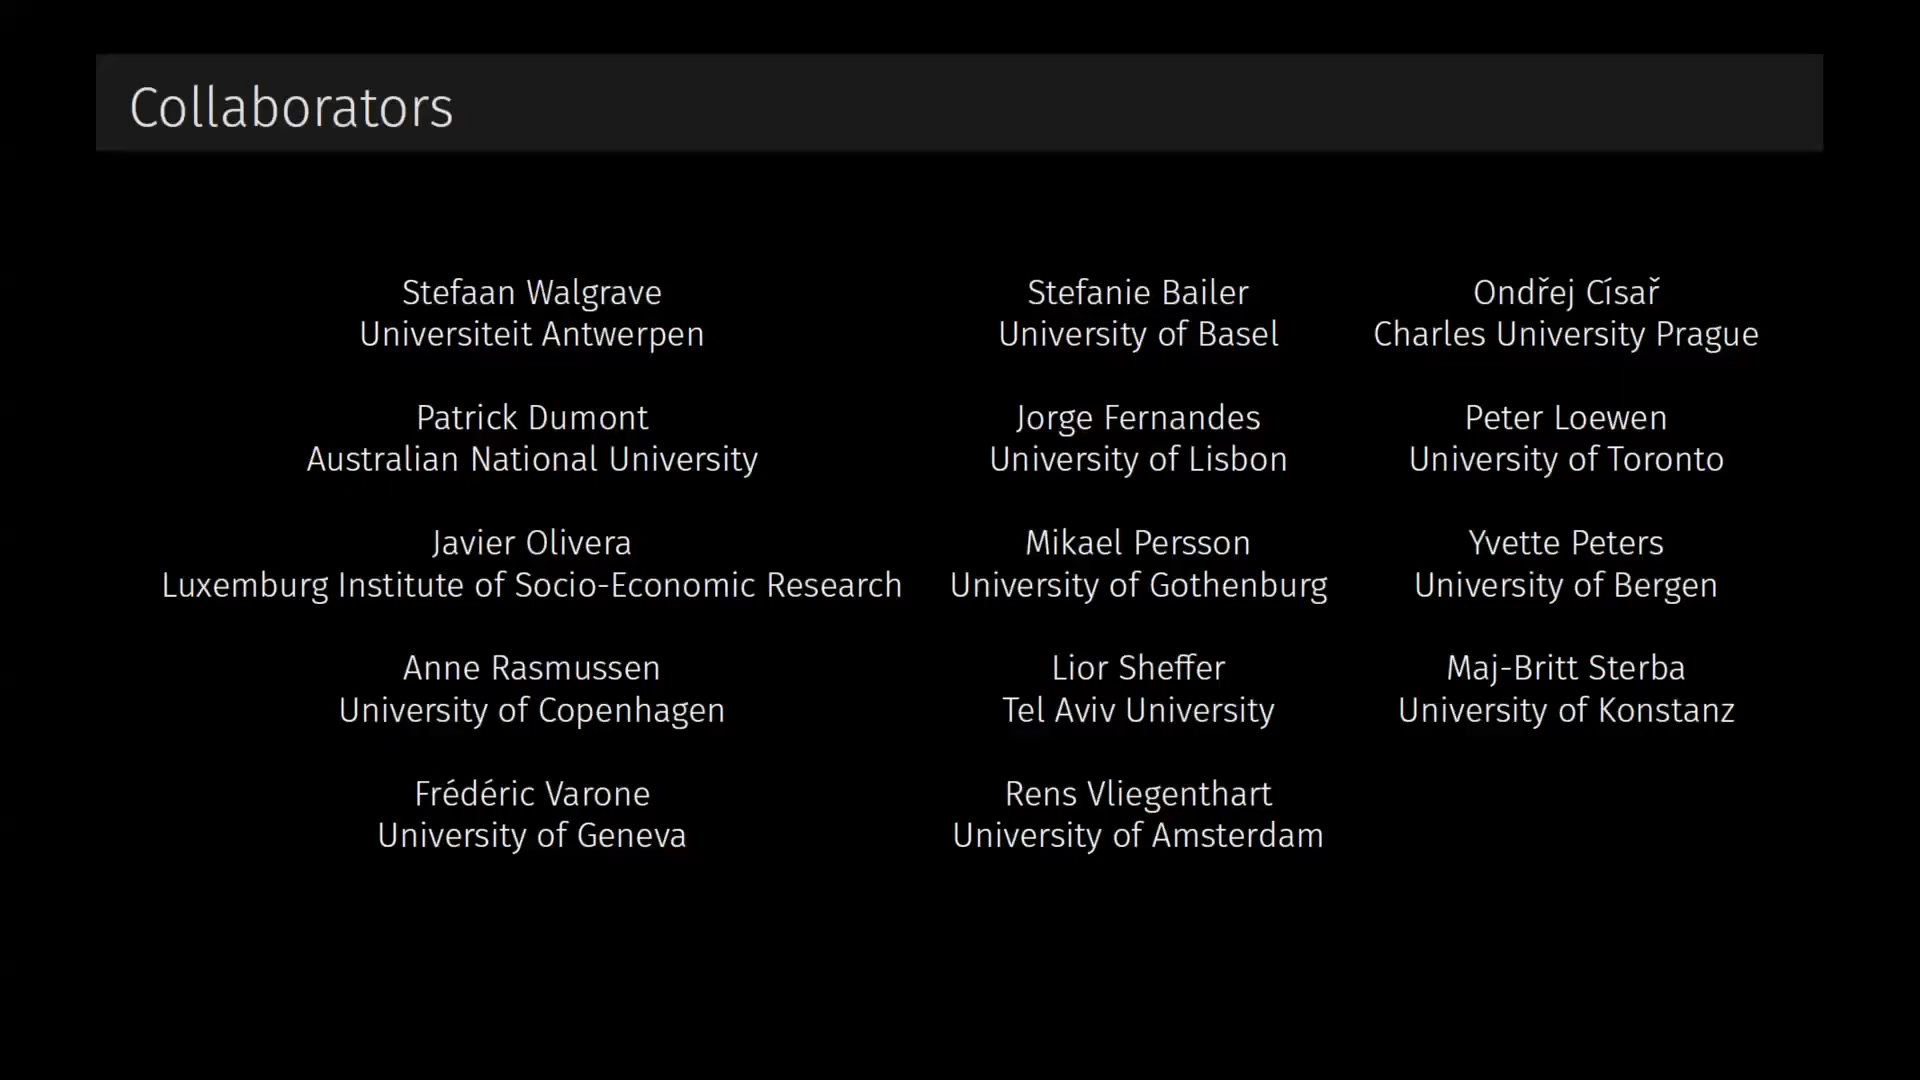 Collaborators
Stefaan Walgrave
Universiteit Antwerpen
Stefanie Bailer
University of Basel
Ondřej Císař
Charles University Prague
Patrick Dumont
Australian National University
Jorge Fernandes
University of Lisbon
Peter Loewen
University of Toronto
Javier Olivera
Luxemburg Institute of Socio-Economic Research
Mikael Persson
University of Gothenburg
Yvette Peters
University of Bergen
Anne Rasmussen
University of Copenhagen
Lior Sheffer
Tel Aviv University
Maj-Britt Sterba
University of Konstanz
Frédéric Varone
University of Geneva
Rens Vliegenthart
University of Amsterdam